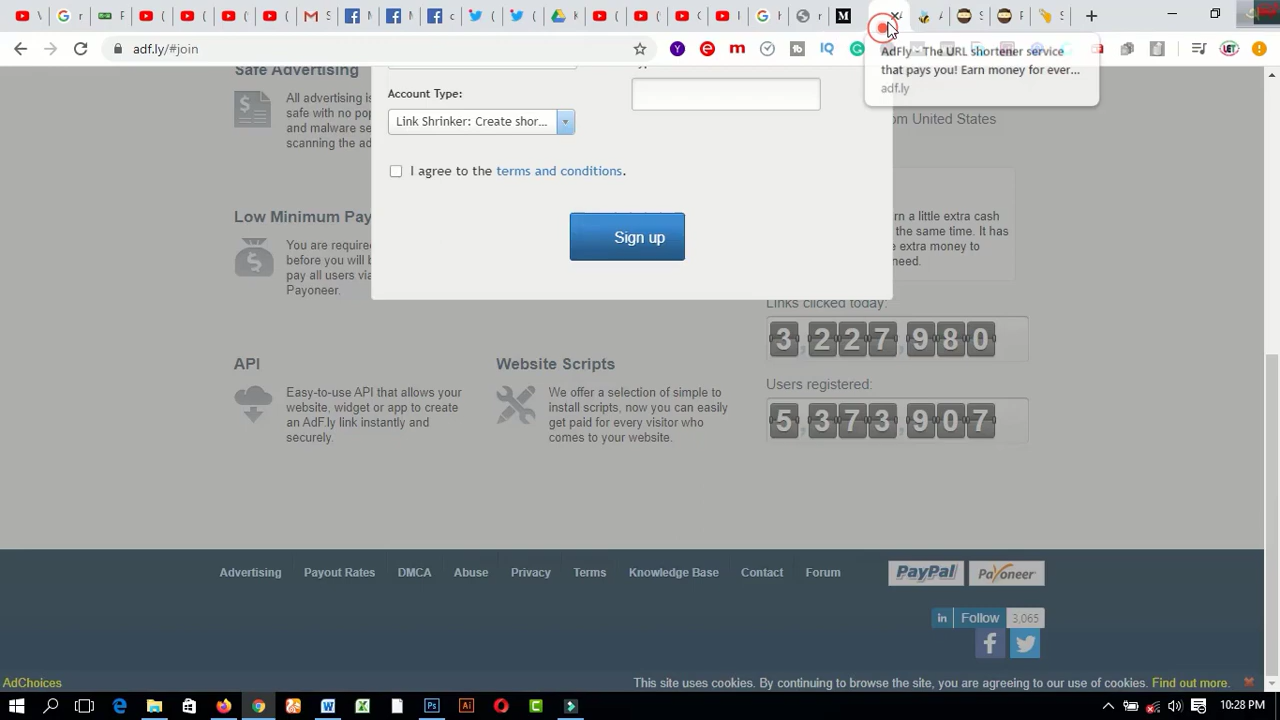 adf.ly/#join
AdFly - The URL shortener service
that pays you! Earn money for ever...
adf.ly
Safe Advertising
All advertising is
safe with no pop
and malware se
scanning the ad
Account Type:
Link Shrinker: Create shor...
I agree to the terms and conditions.
Sign up
om United States
Low Minimum Pay
You are required
before you will b
pay all users via
Payoneer.
n a little extra cash
the same time. It has
extra money to
need.
Links clicked today:
3,227,980
API
Easy-to-use API that allows your
website, widget or app to create
an AdF.ly link instantly and
securely.
Website Scripts
We offer a selection of simple to
install scripts, now you can easily
get paid for every visitor who
comes to your website.
Users registered:
5,373,907
Advertising Payout Rates DMCA Abuse Privacy Terms Knowledge Base Contact Forum
PayPal Payoneer
in Follow 3,065
AdChoices
This site uses cookies. By continuing to browse the site, you are agreeing to our use of cookies. Find out more.
10:28 PM